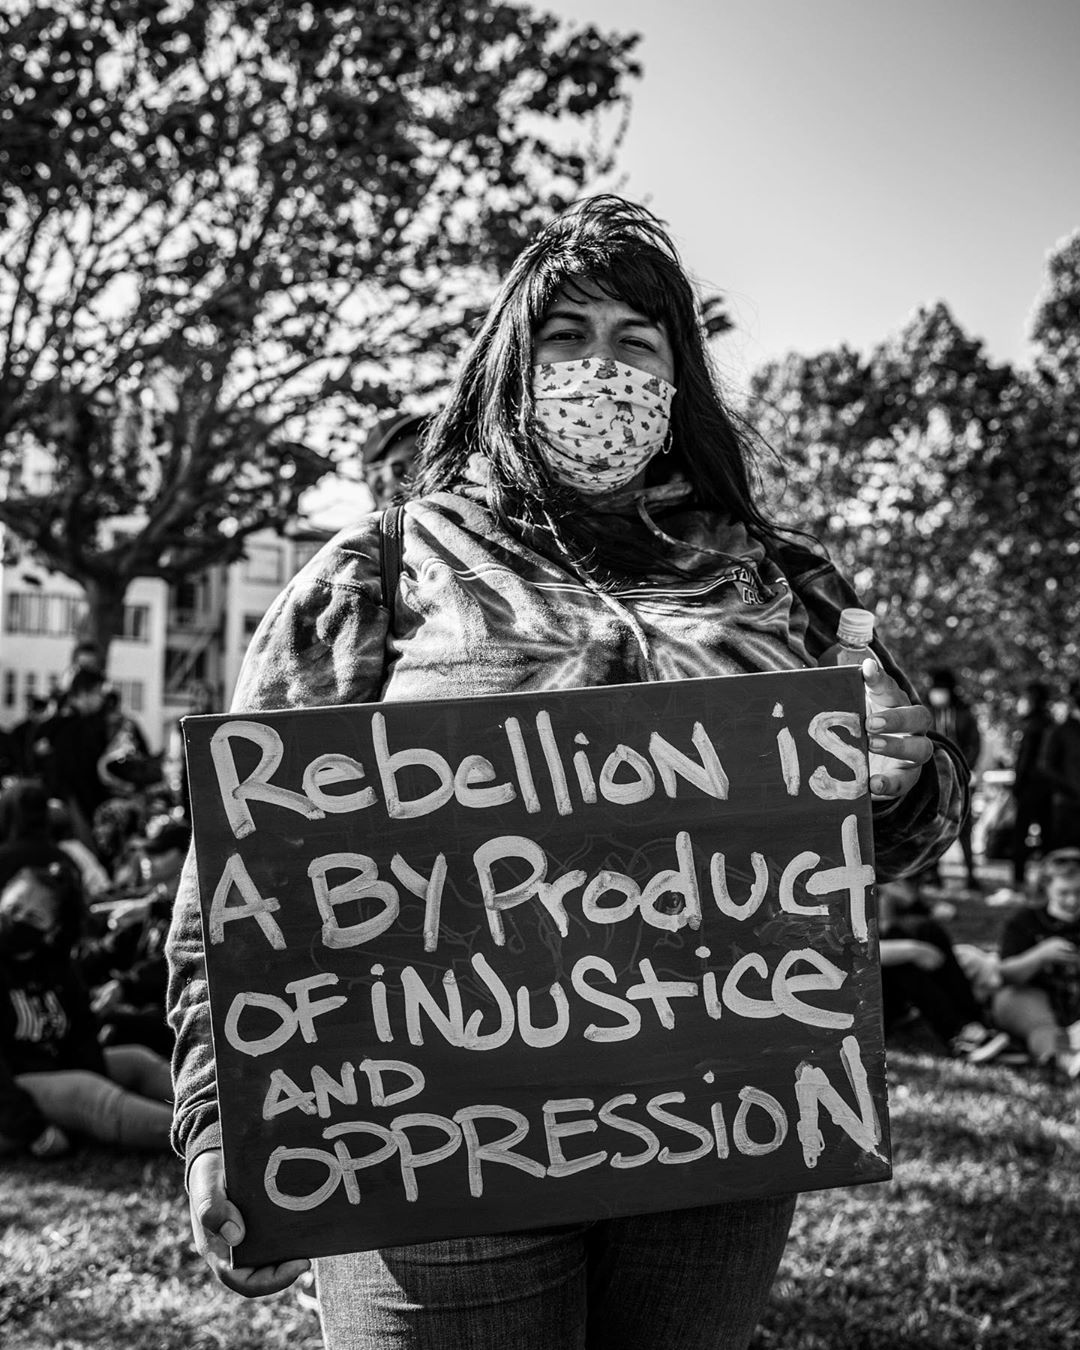 Rebellion is
A BY Product
OF iNJUStice
AND
OPPRESSiON